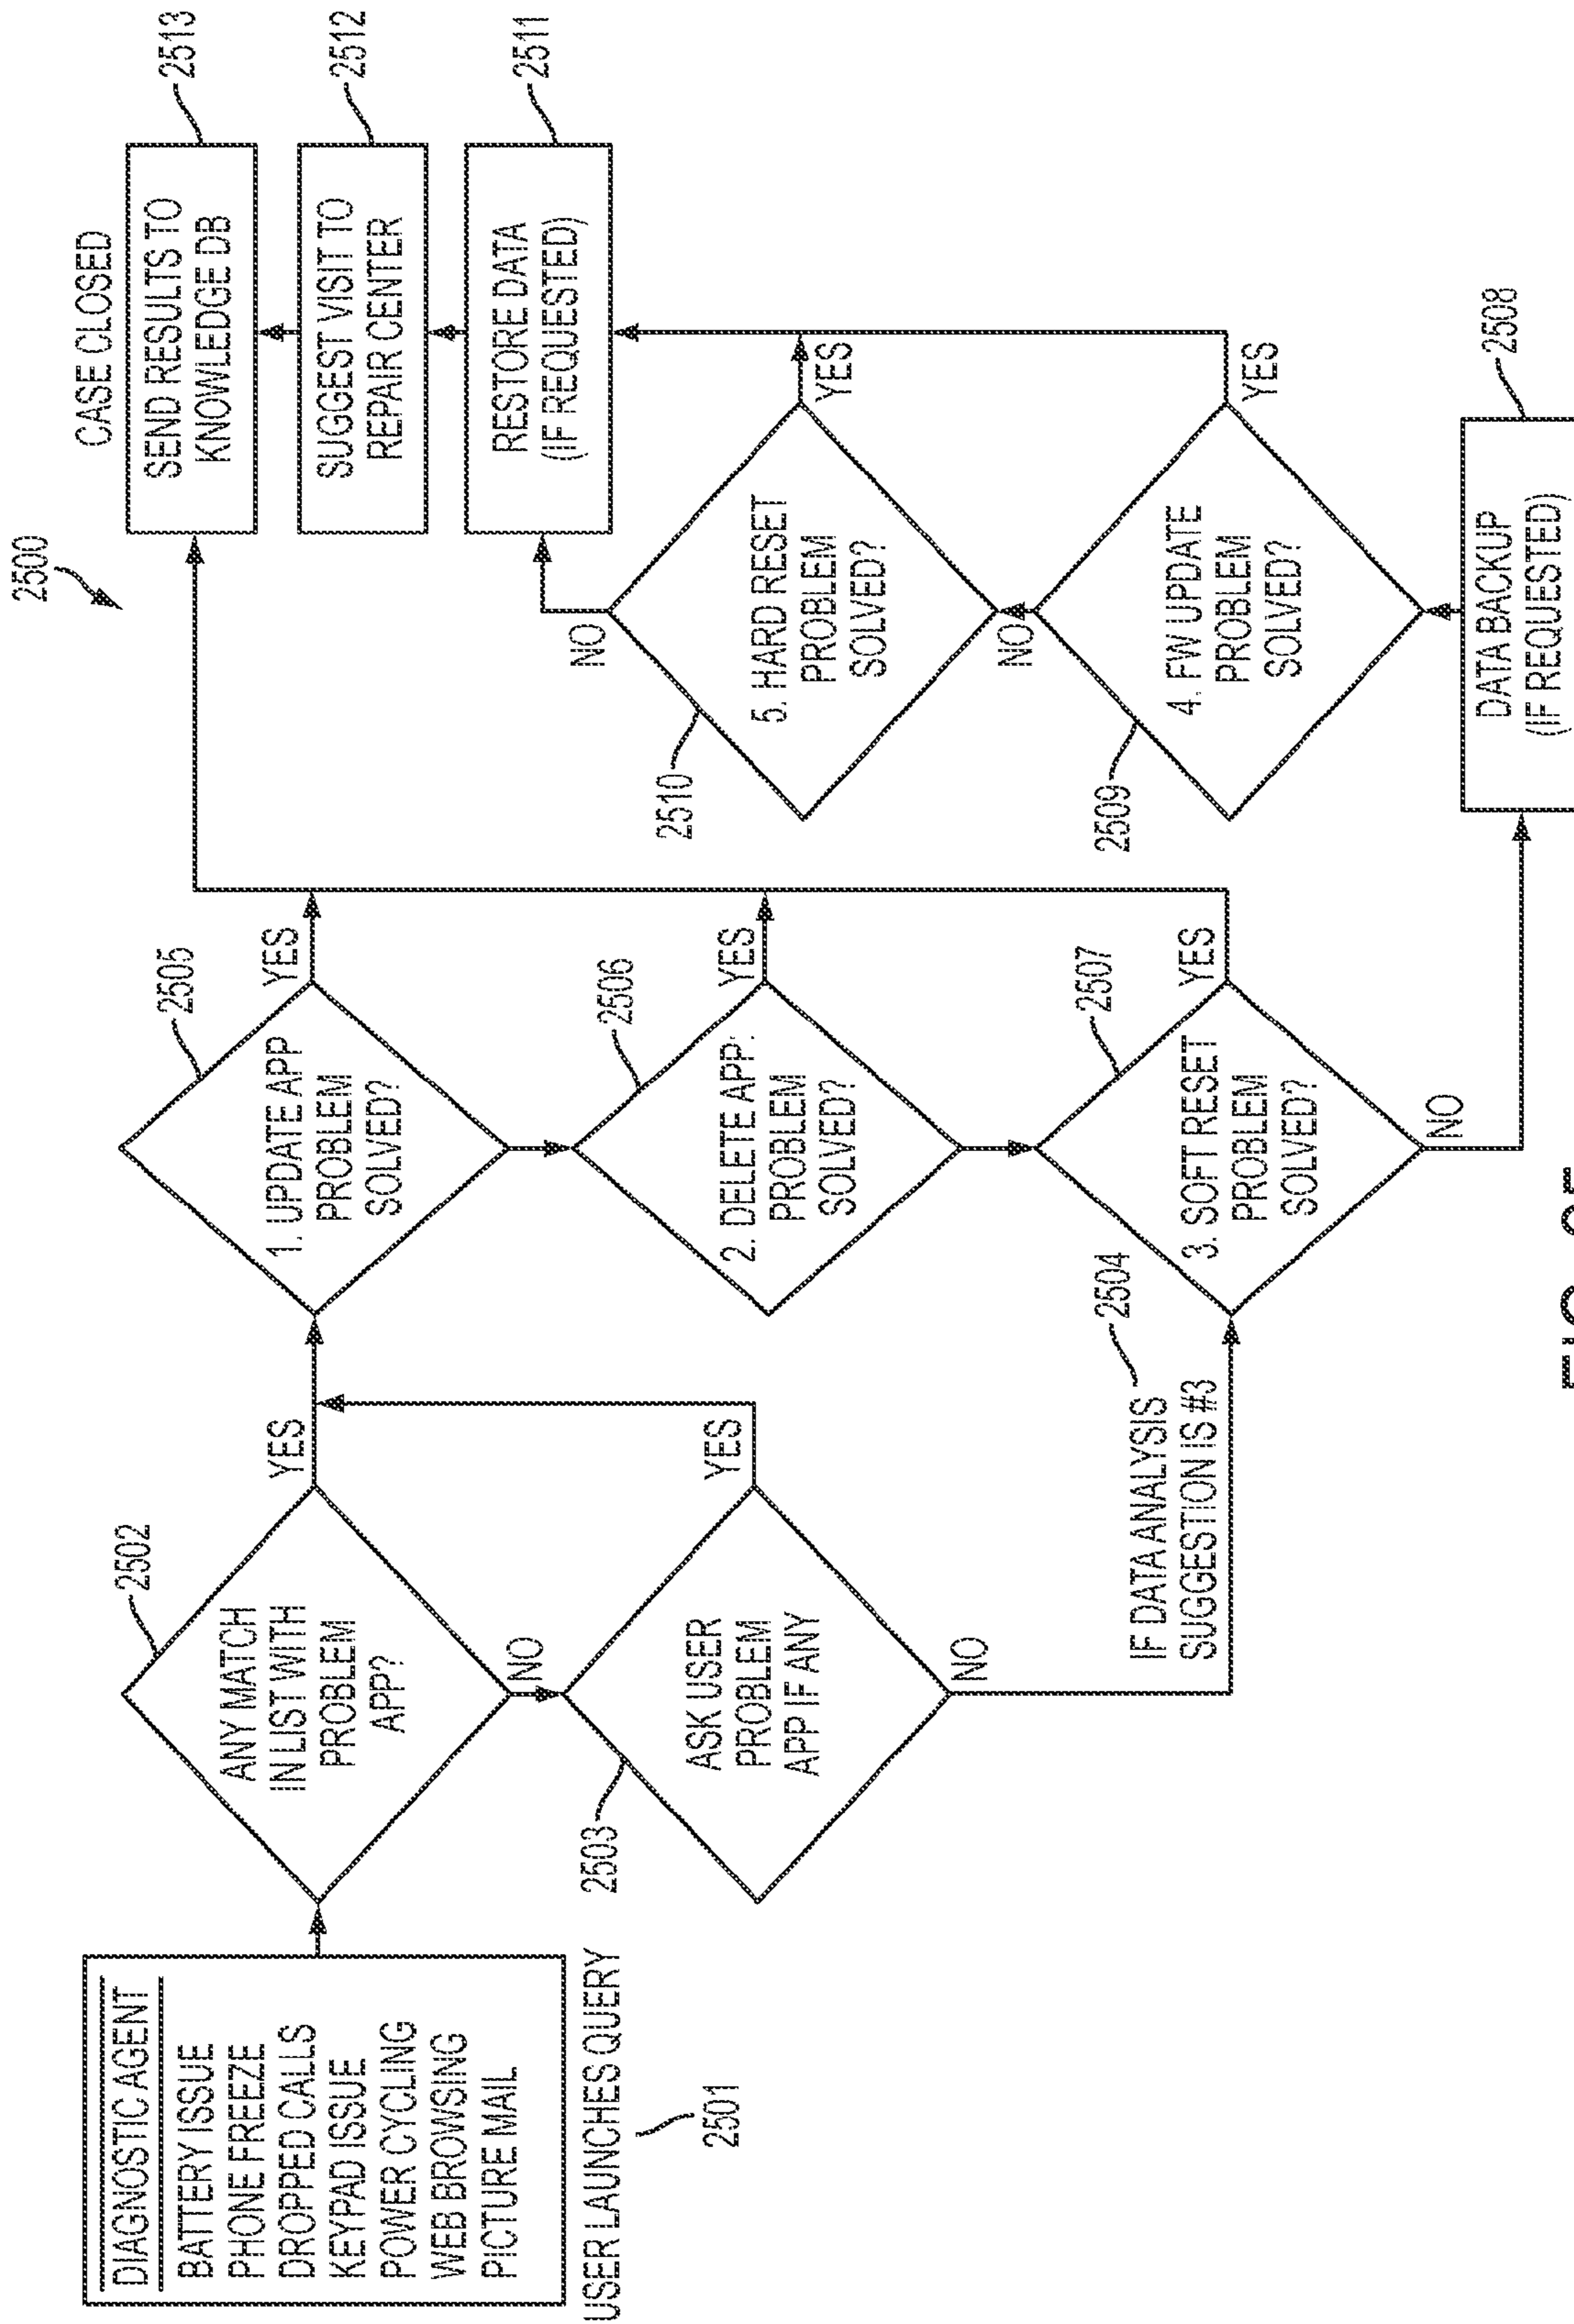 2500
DIAGNOSTIC AGENT
BATTERY ISSUE
PHONE FREEZE
DROPPED CALLS
KEYPAD ISSUE
POWER CYCLING
WEB BROWSING
PICTURE MAIL
USER LAUNCHES QUERY
2501
2502
ANY MATCH
IN LIST WITH
PROBLEM
APP?
YES
NO
2503
ASK USER
PROBLEM
APP IF ANY
YES
NO
IF DATA ANALYSIS
SUGGESTION IS #3
2504
2505
1. UPDATE APP
PROBLEM
SOLVED?
YES
2506
2. DELETE APP:
PROBLEM
SOLVED?
YES
2507
3. SOFT RESET
PROBLEM
SOLVED?
YES
NO
CASE CLOSED
SEND RESULTS TO
KNOWLEDGE DB
2513
SUGGEST VISIT TO
REPAIR CENTER
2512
RESTORE DATA
(IF REQUESTED)
2511
NO
2510
5. HARD RESET
PROBLEM
SOLVED?
YES
NO
2509
4. FW UPDATE
PROBLEM
SOLVED?
YES
DATA BACKUP
(IF REQUESTED)
2508